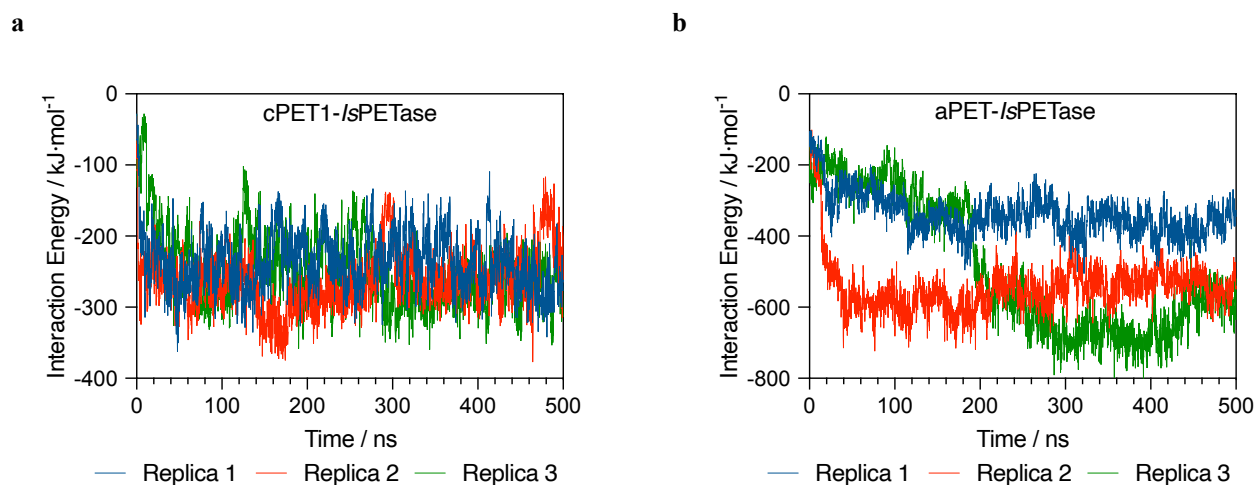 a
b
cPET1-IsPETase
aPET-IsPETase
Interaction Energy / kJ·mol⁻¹
0
-100
-200
-300
-400
0
100
200
300
400
500
Time / ns
Replica 1
Replica 2
Replica 3
Interaction Energy / kJ·mol⁻¹
0
-200
-400
-600
-800
0
100
200
300
400
500
Time / ns
Replica 1
Replica 2
Replica 3